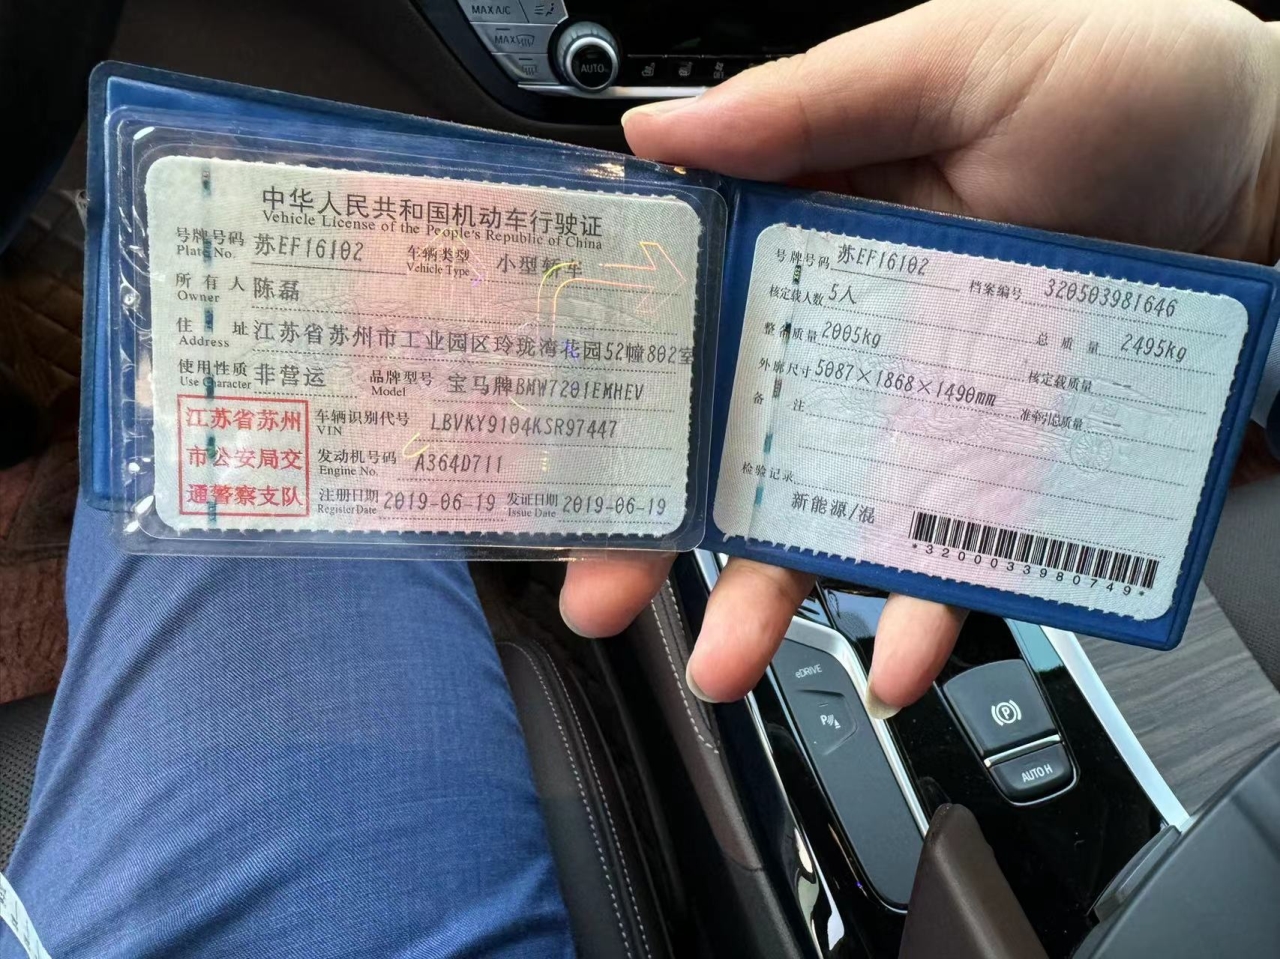 MAX A/C
MAX
AUTO
中华人民共和国机动车行驶证
Vehicle License of the People's Republic of China
号牌号码 苏EF16102 车辆类型 小型轿车
Plate No. Vehicle Type
所有人 陈磊
Owner
住址 江苏省苏州市工业园区玲珑湾花园52幢802室
Address
使用性质 非营运 品牌型号 宝马牌BMW7201EMHEV
Use Character Model
江苏省苏州
市公安局交
通警察支队
车辆识别代号 LBVKY9104KSR97447
VIN
发动机号码 A364D711
Engine No.
注册日期 2019-06-19 发证日期 2019-06-19
Register Date Issue Date
号牌号码 苏EF16102 档案编号 320503981646
核定载人数 5人 总质量 2495kg
整备质量 2005kg 核定载质量 --
外廓尺寸 5087×1868×1490mm 准牵引总质量 --
备注
检验记录
新能源/混
*3200033980749*
eDRIVE
P
P
AUTO H